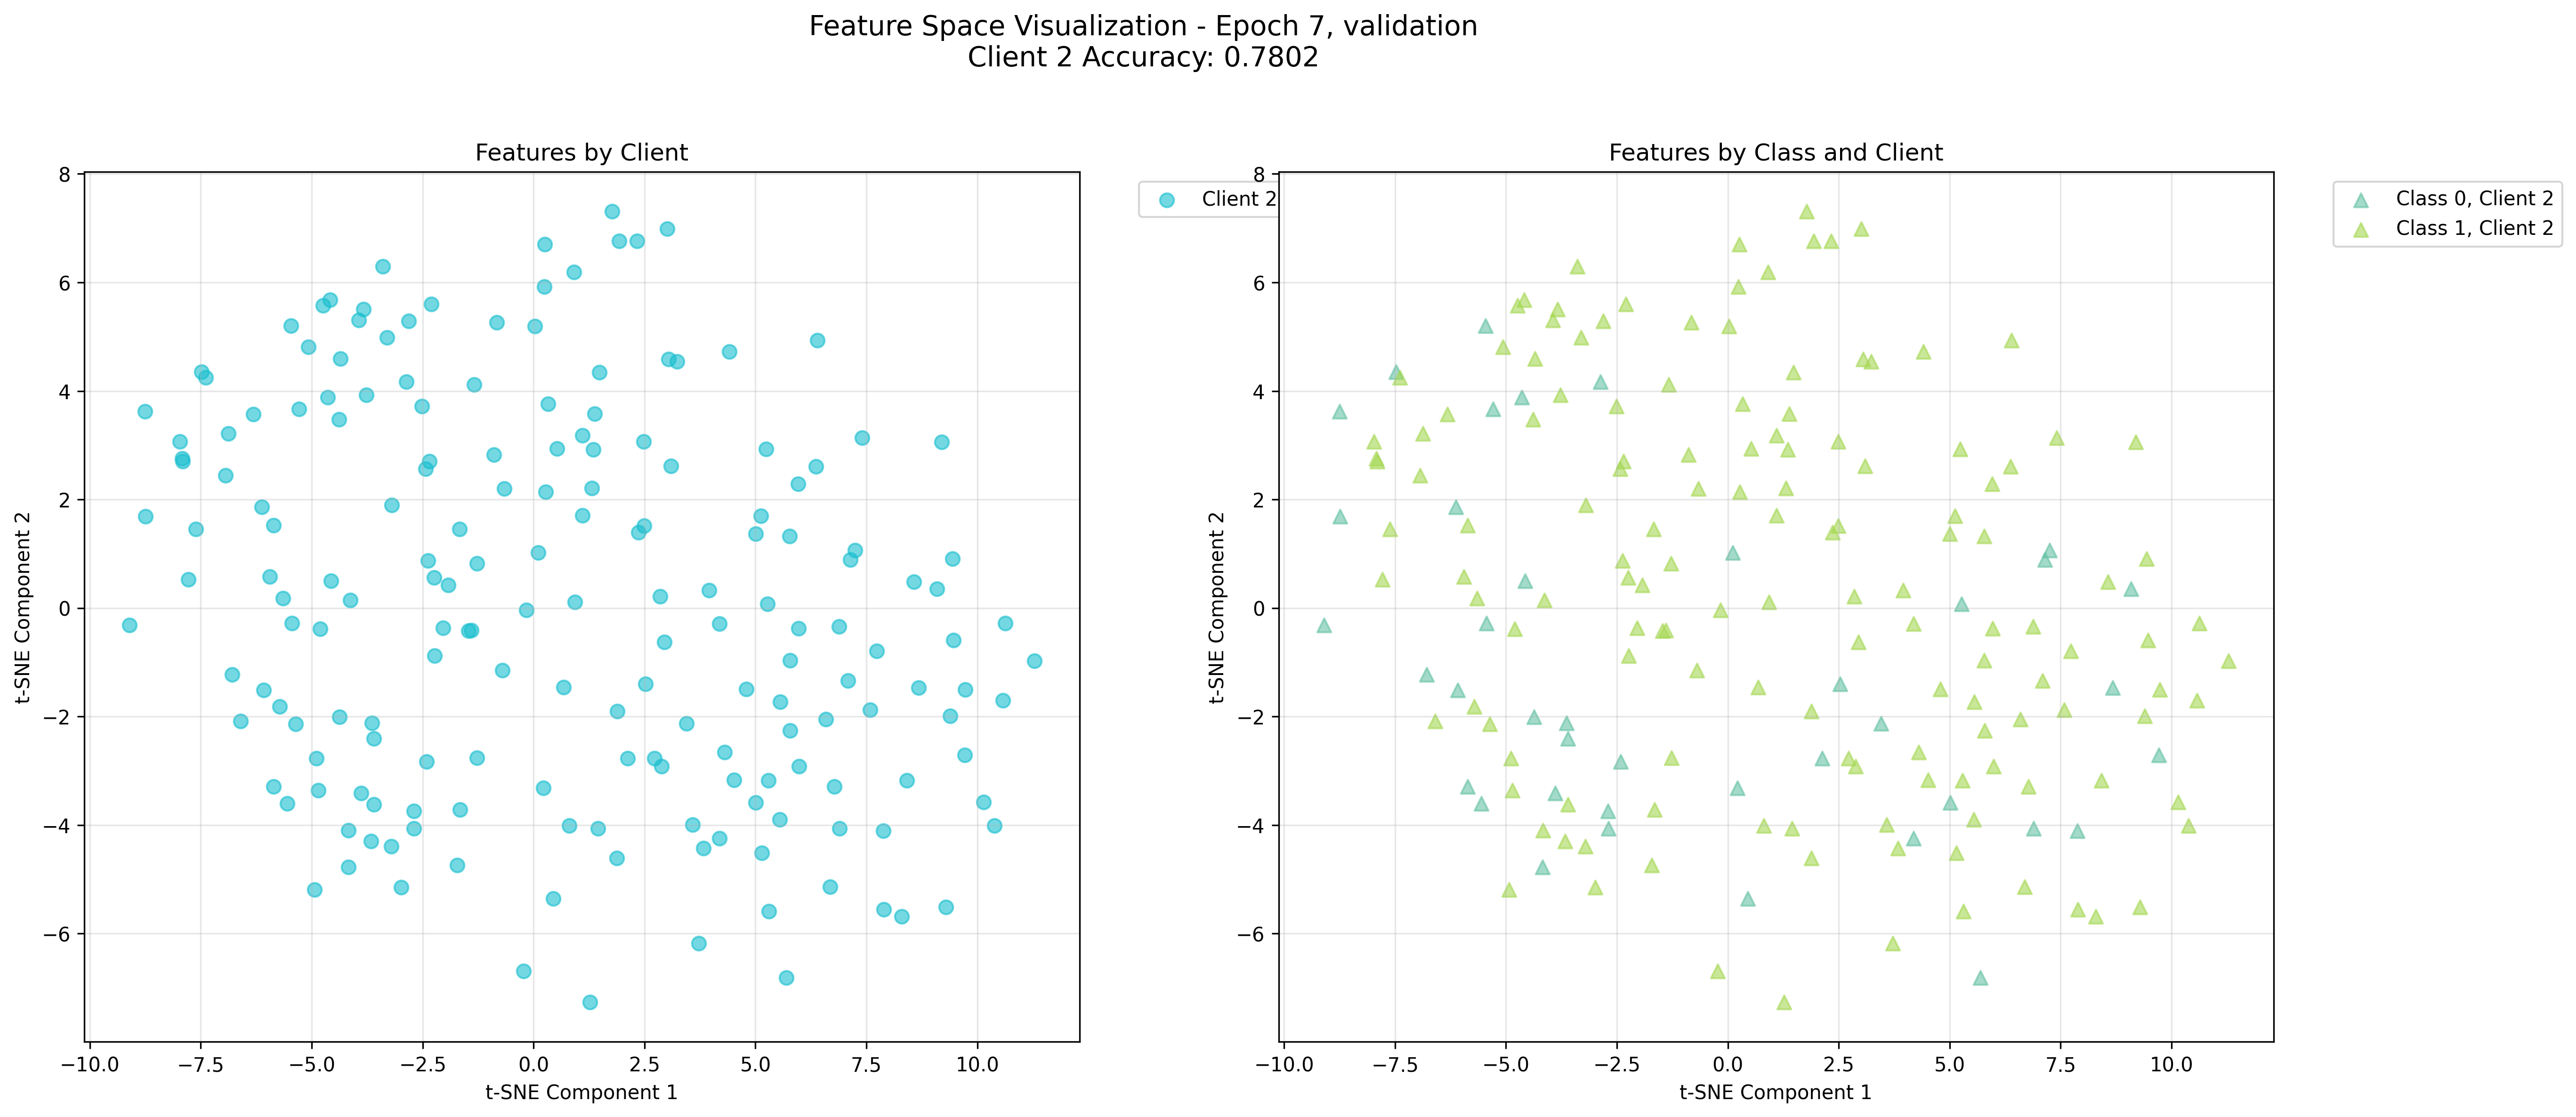 Feature Space Visualization - Epoch 7, validation
Client 2 Accuracy: 0.7802
Features by Client
8
6
4
2
0
−2
−4
−6
t-SNE Component 2
−10.0 −7.5 −5.0 −2.5 0.0 2.5 5.0 7.5 10.0
t-SNE Component 1
Client 2
Features by Class and Client
8
6
4
2
0
−2
−4
−6
t-SNE Component 2
−10.0 −7.5 −5.0 −2.5 0.0 2.5 5.0 7.5 10.0
t-SNE Component 1
Class 0, Client 2
Class 1, Client 2